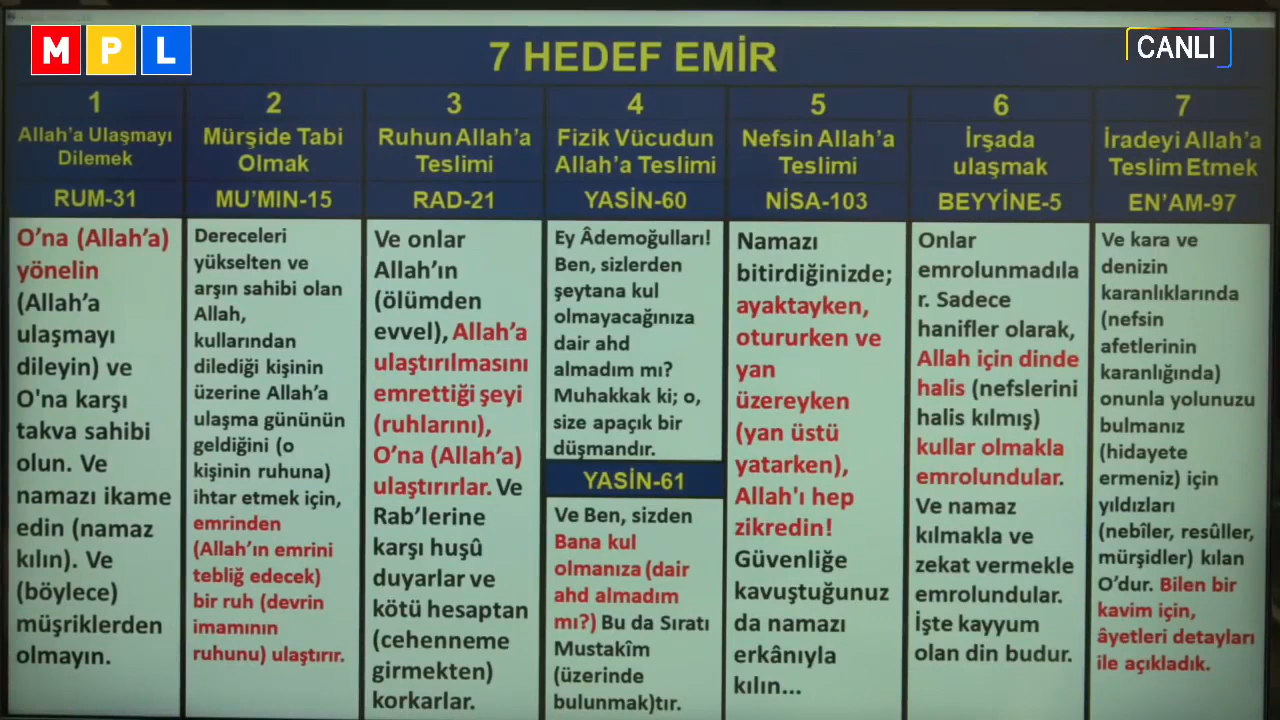 MPL
CANLI
7 HEDEF EMİR
1
Allah'a Ulaşmayı
Dilemek
RUM-31
O'na (Allah'a)
yönelin
(Allah'a
ulaşmayı
dileyin) ve
O'na karşı
takva sahibi
olun. Ve
namazı ikame
edin (namaz
kılın). Ve
(böylece)
müşriklerden
olmayın.
2
Mürşide Tabi
Olmak
MU'MIN-15
Dereceleri
yükselten ve
arşın sahibi olan
Allah,
kullarından
dilediği kişinin
üzerine Allah'a
ulaşma gününün
geldiğini (o
kişinin ruhuna)
ihtar etmek için,
emrinden
(Allah'ın emrini
tebliğ edecek)
bir ruh (devrin
imamının
ruhunu) ulaştırır.
3
Ruhun Allah'a
Teslimi
RAD-21
Ve onlar
Allah'ın
(ölümden
evvel), Allah'a
ulaştırılmasını
emrettiği şeyi
(ruhlarını),
O'na (Allah'a)
ulaştırırlar. Ve
Rab'lerine
karşı huşû
duyarlar ve
kötü hesaptan
(cehenneme
girmekten)
korkarlar.
4
Fizik Vücudun
Allah'a Teslimi
YASİN-60
Ey Âdemoğulları!
Ben, sizlerden
şeytana kul
olmayacağınıza
dair ahd
almadım mı?
Muhakkak ki; o,
size apaçık bir
düşmandır.
YASİN-61
Ve Ben, sizden
Bana kul
olmanıza (dair
ahd almadım
mı?) Bu da Sıratı
Mustakîm
(üzerinde
bulunmak)tır.
5
Nefsin Allah'a
Teslimi
NİSA-103
Namazı
bitirdiğinizde;
ayaktayken,
otururken ve
yan
üzereyken
(yan üstü
yatarken),
Allah'ı hep
zikredin!
Güvenliğe
kavuştuğunuz
da namazı
erkânıyla
kılın...
6
İrşada
ulaşmak
BEYYİNE-5
Onlar
emrolunmadıla
r. Sadece
hanifler olarak,
Allah için dinde
halis (nefslerini
halis kılmış)
kullar olmakla
emrolundular.
Ve namaz
kılmakla ve
zekat vermekle
emrolundular.
İşte kayyum
olan din budur.
7
İradeyi Allah'a
Teslim Etmek
EN'AM-97
Ve kara ve
denizin
karanlıklarında
(nefsin
afetlerinin
karanlığında)
onunla yolunuzu
bulmanız
(hidayete
ermeniz) için
yıldızları
(nebîler, resûller,
mürşidler) kılan
O'dur. Bilen bir
kavim için,
âyetleri detayları
ile açıkladık.